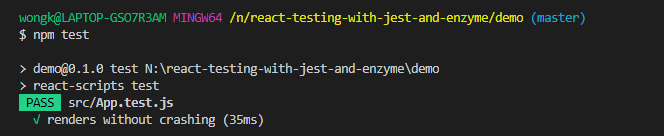 wongk@LAPTOP-GSO7R3AM MINGW64 /n/react-testing-with-jest-and-enzyme/demo (master)
$ npm test
> demo@0.1.0 test N:\react-testing-with-jest-and-enzyme\demo
> react-scripts test
PASS src/App.test.js
√ renders without crashing (35ms)